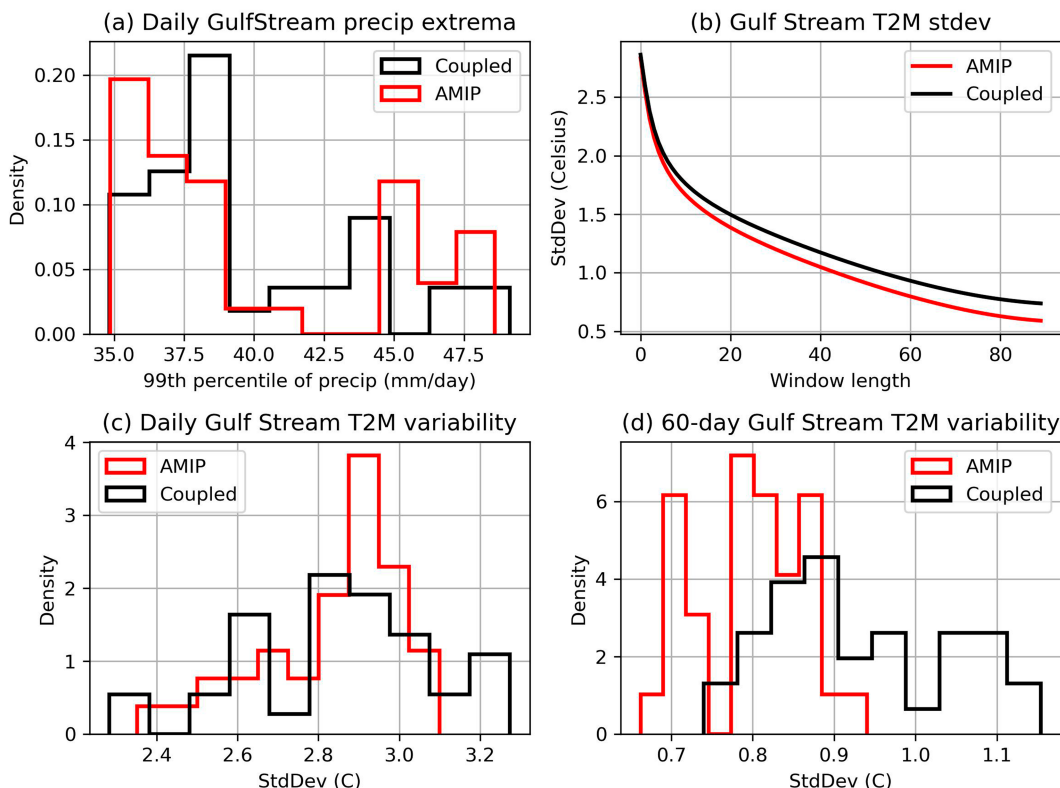 (a) Daily GulfStream precip extrema
Density
0.20
0.15
0.10
0.05
0.00
Coupled
AMIP
35.0 37.5 40.0 42.5 45.0 47.5
99th percentile of precip (mm/day)
(b) Gulf Stream T2M stdev
StdDev (Celsius)
2.5
2.0
1.5
1.0
0.5
AMIP
Coupled
0 20 40 60 80
Window length
(c) Daily Gulf Stream T2M variability
Density
4
3
2
1
0
AMIP
Coupled
2.4 2.6 2.8 3.0 3.2
StdDev (C)
(d) 60-day Gulf Stream T2M variability
Density
6
4
2
0
AMIP
Coupled
0.7 0.8 0.9 1.0 1.1
StdDev (C)